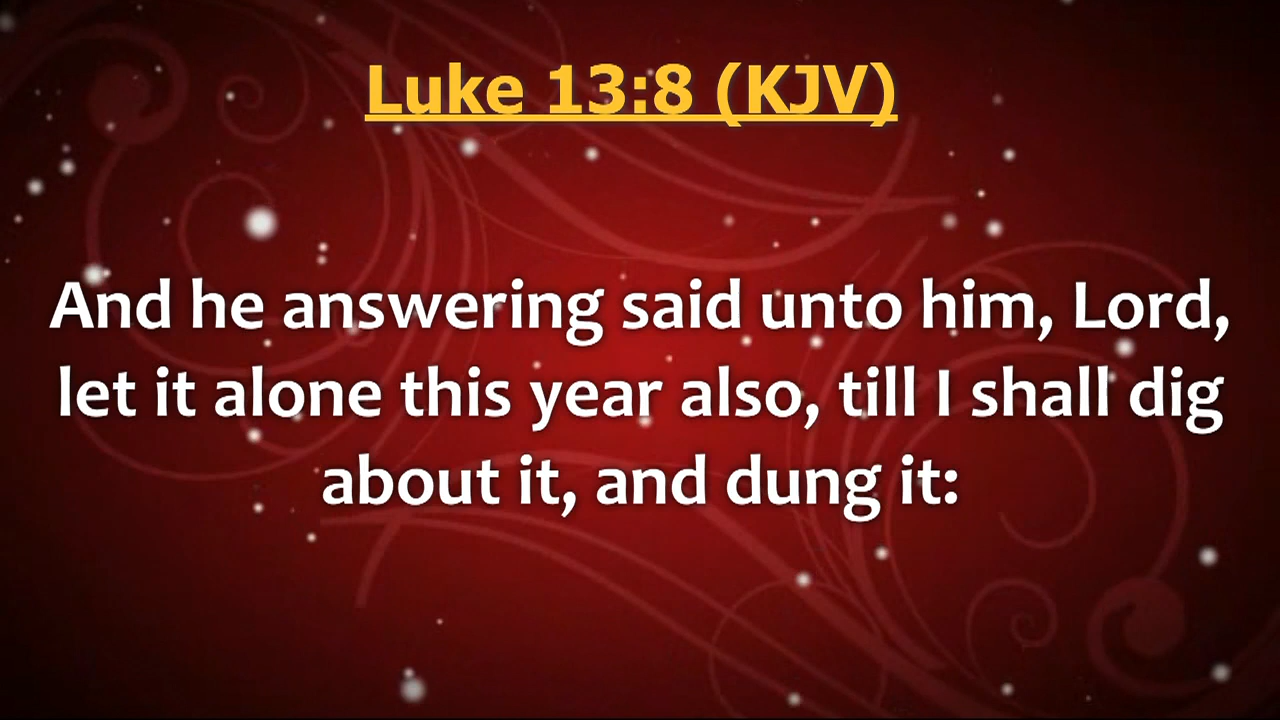 Luke 13:8 (KJV)
And he answering said unto him, Lord,
let it alone this year also, till I shall dig
about it, and dung it: